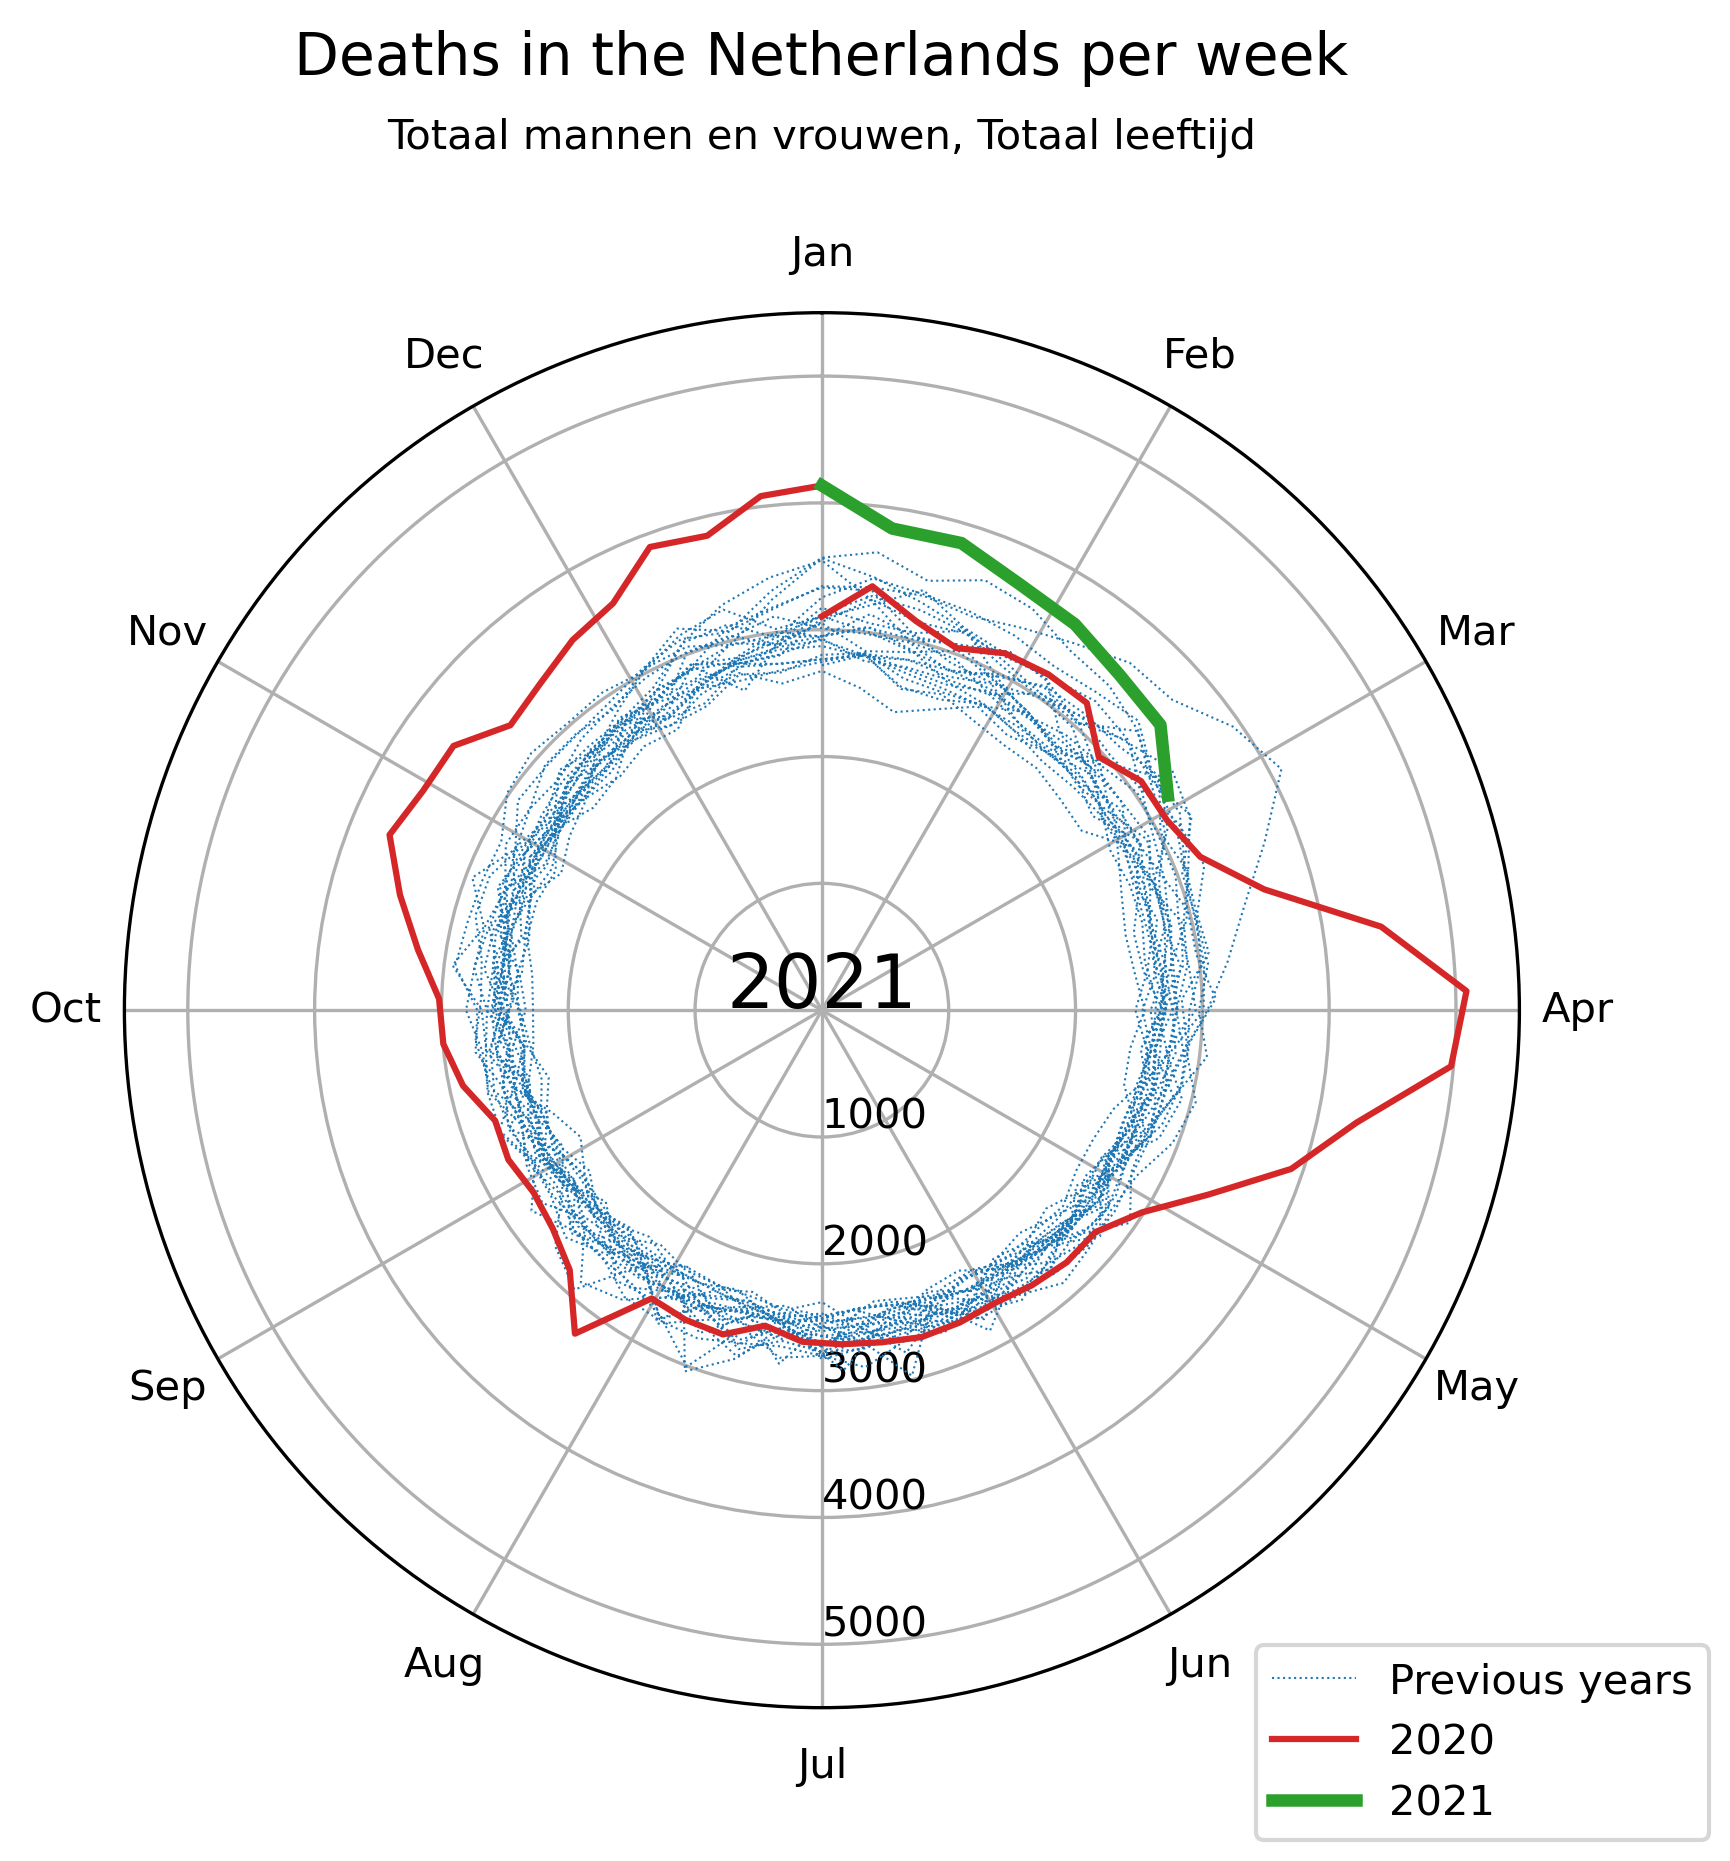 Deaths in the Netherlands per week
Totaal mannen en vrouwen, Totaal leeftijd
Jan
Dec
Feb
Nov
Mar
2021
Oct
Apr
1000
2000
3000
Sep
May
4000
5000
Aug
Jun
Jul
Previous years
2020
2021